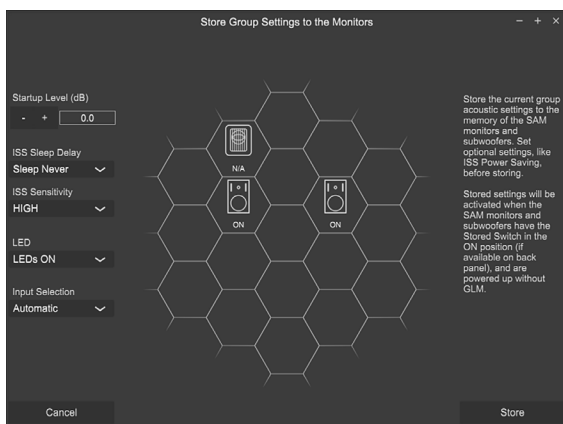 Store Group Settings to the Monitors
Startup Level (dB)
- + 0.0
ISS Sleep Delay
Sleep Never
ISS Sensitivity
HIGH
LED
LEDs ON
Input Selection
Automatic
N/A
ON
ON
Store the current group
acoustic settings to the
memory of the SAM
monitors and
subwoofers. Set
optional settings, like
ISS Power Saving,
before storing.
Stored settings will be
activated when the
SAM monitors and
subwoofers have the
Stored Switch in the
ON position (if
available on back
panel), and are
powered up without
GLM.
Cancel
Store